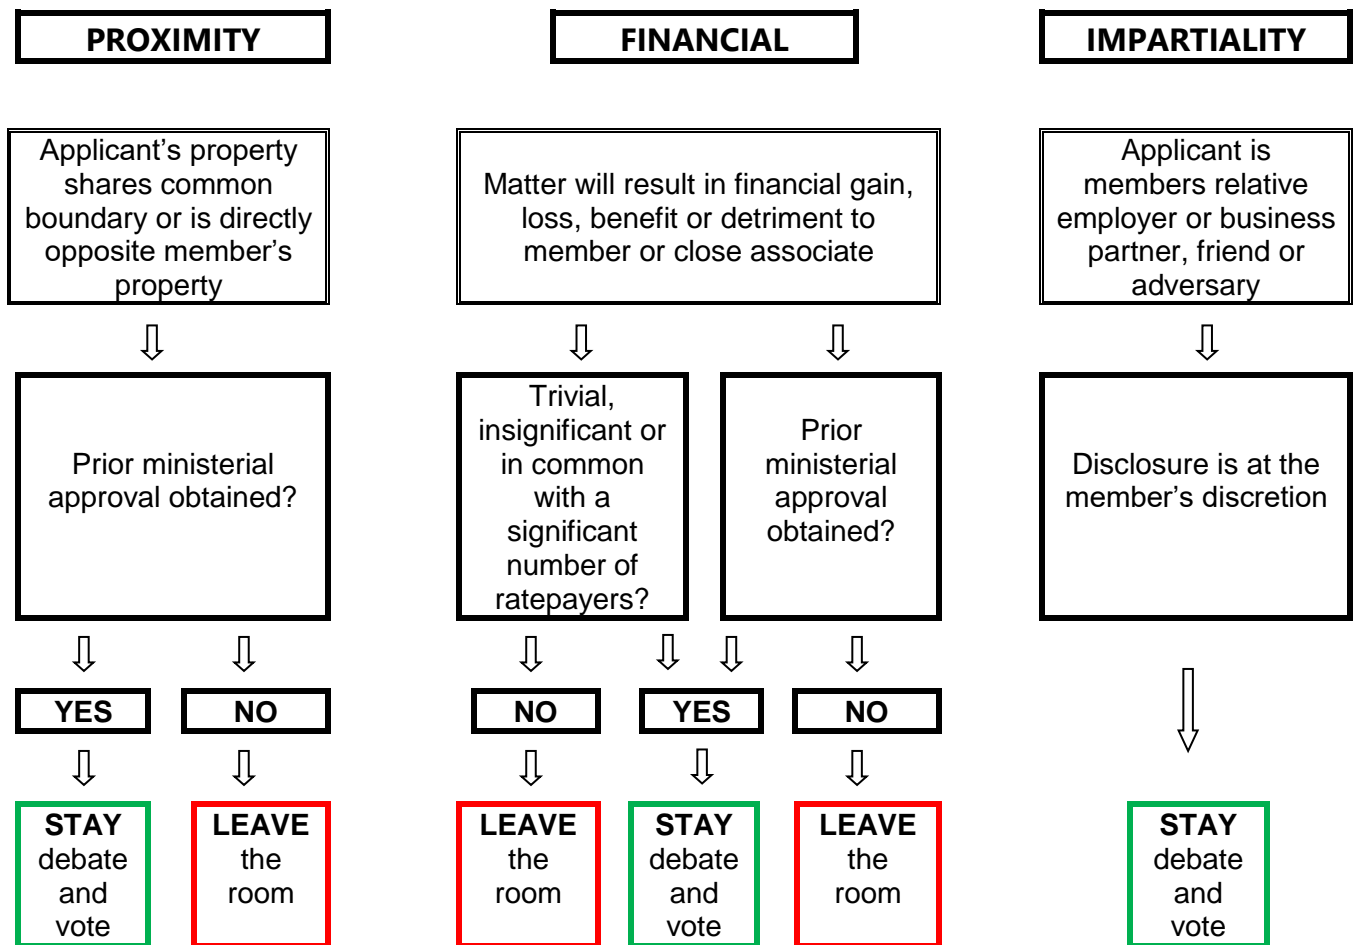 PROXIMITY
FINANCIAL
IMPARTIALITY
Applicant’s property
shares common
boundary or is directly
opposite member’s
property
Matter will result in financial gain,
loss, benefit or detriment to
member or close associate
Applicant is
members relative
employer or business
partner, friend or
adversary
Prior ministerial
approval obtained?
Trivial,
insignificant or
in common
with a
significant
number of
ratepayers?
Prior
ministerial
approval
obtained?
Disclosure is at the
member’s discretion
YES
NO
NO
YES
NO
STAY
debate
and
vote
LEAVE
the
room
LEAVE
the
room
STAY
debate
and
vote
LEAVE
the
room
STAY
debate
and
vote